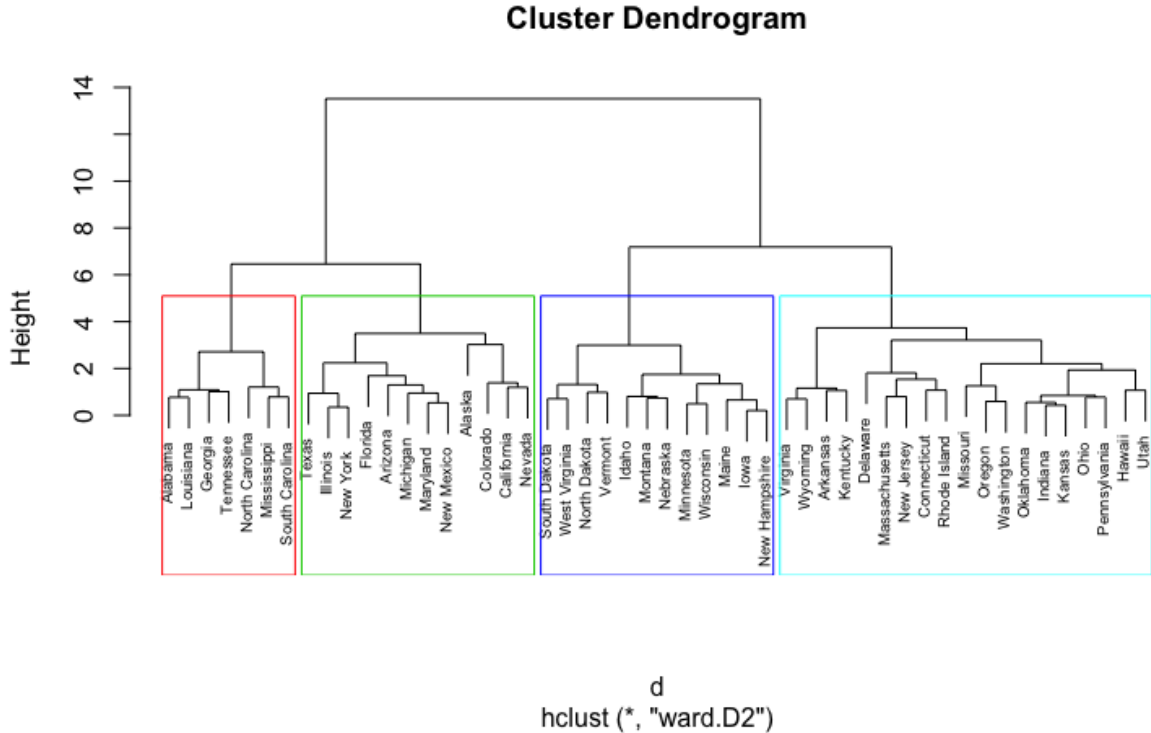 Cluster Dendrogram
Height
14
10
8
6
4
2
0
Alabama
Louisiana
Georgia
Tennessee
North Carolina
Mississippi
South Carolina
Texas
Illinois
New York
Florida
Arizona
Michigan
Maryland
New Mexico
Alaska
Colorado
California
Nevada
South Dakota
West Virginia
North Dakota
Vermont
Idaho
Montana
Nebraska
Minnesota
Wisconsin
Maine
Iowa
New Hampshire
Virginia
Wyoming
Arkansas
Kentucky
Delaware
Massachusetts
New Jersey
Connecticut
Rhode Island
Missouri
Oregon
Washington
Oklahoma
Indiana
Kansas
Ohio
Pennsylvania
Hawaii
Utah
d
hclust (*, "ward.D2")